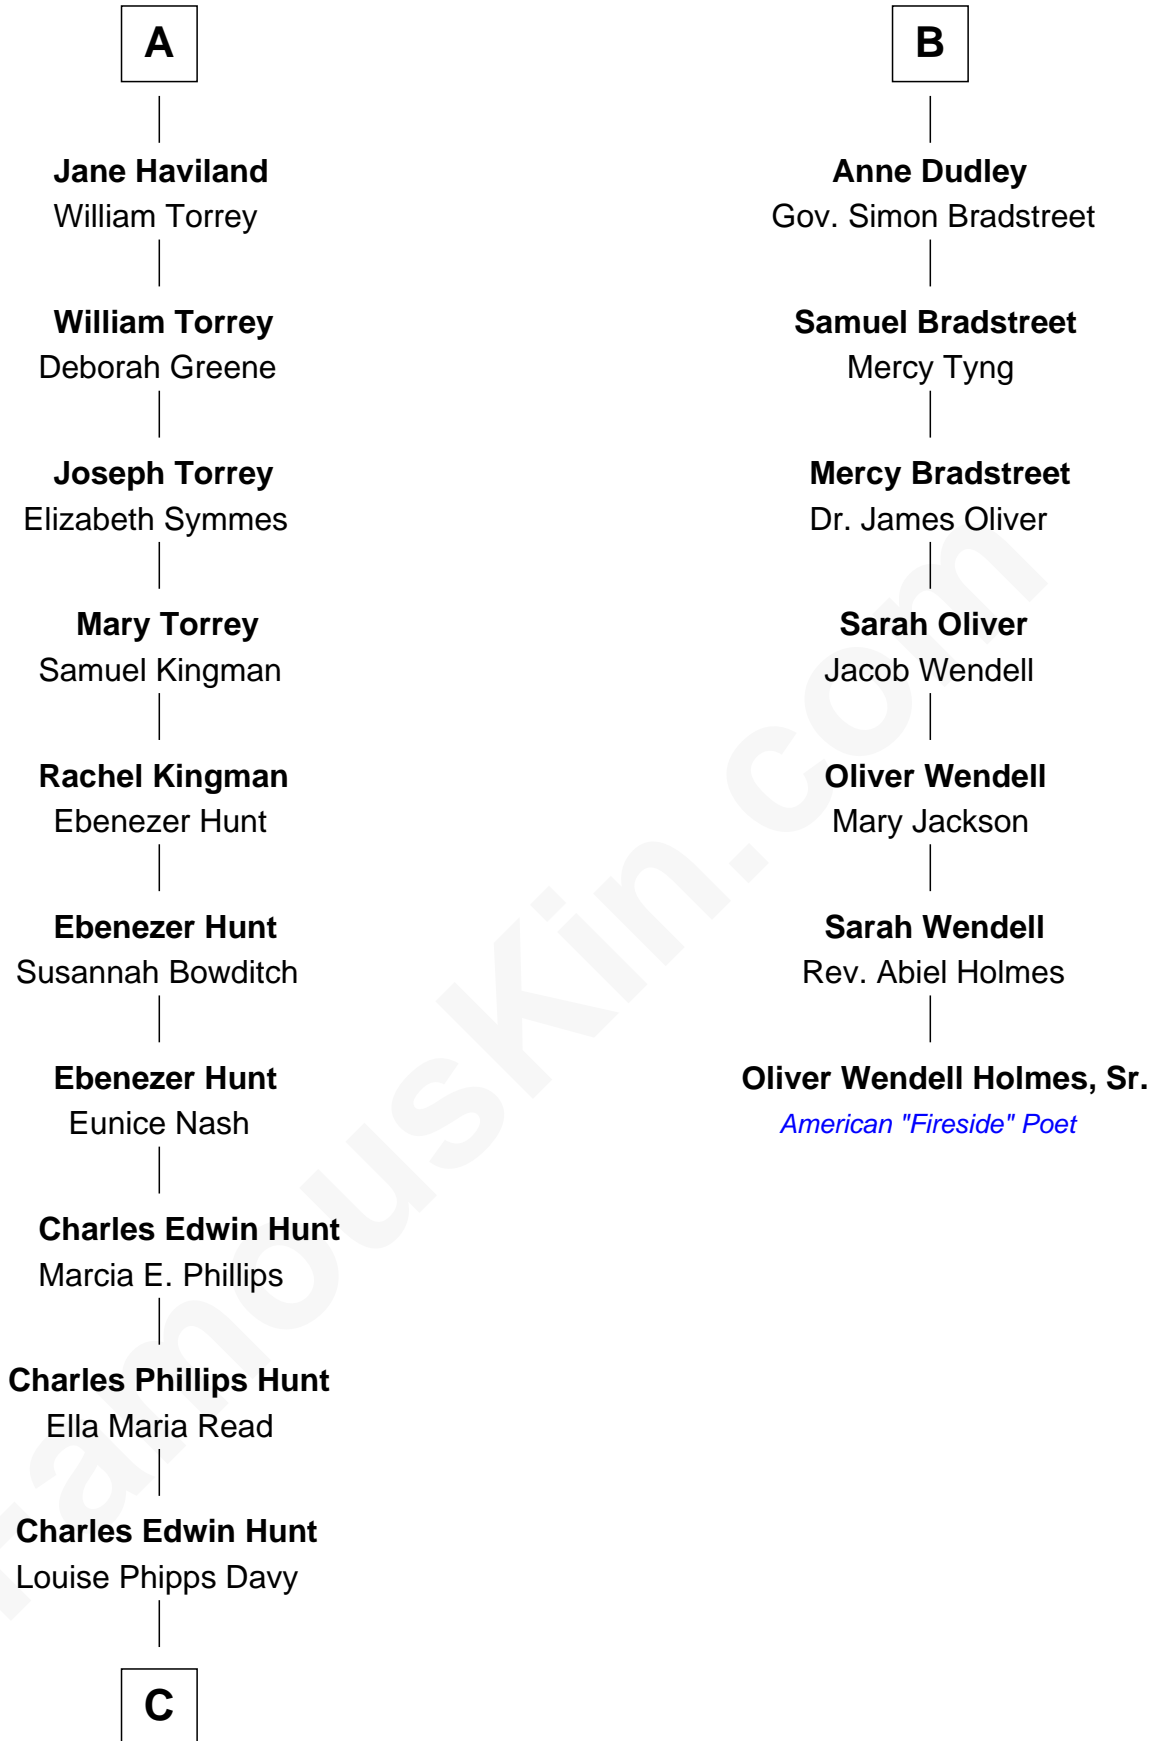 A
Jane Haviland
William Torrey
William Torrey
Deborah Greene
Joseph Torrey
Elizabeth Symmes
Mary Torrey
Samuel Kingman
Rachel Kingman
Ebenezer Hunt
Ebenezer Hunt
Susannah Bowditch
Ebenezer Hunt
Eunice Nash
Charles Edwin Hunt
Marcia E. Phillips
Charles Phillips Hunt
Ella Maria Read
Charles Edwin Hunt
Louise Phipps Davy
C
B
Anne Dudley
Gov. Simon Bradstreet
Samuel Bradstreet
Mercy Tyng
Mercy Bradstreet
Dr. James Oliver
Sarah Oliver
Jacob Wendell
Oliver Wendell
Mary Jackson
Sarah Wendell
Rev. Abiel Holmes
Oliver Wendell Holmes, Sr.
American "Fireside" Poet
FamousKin.com